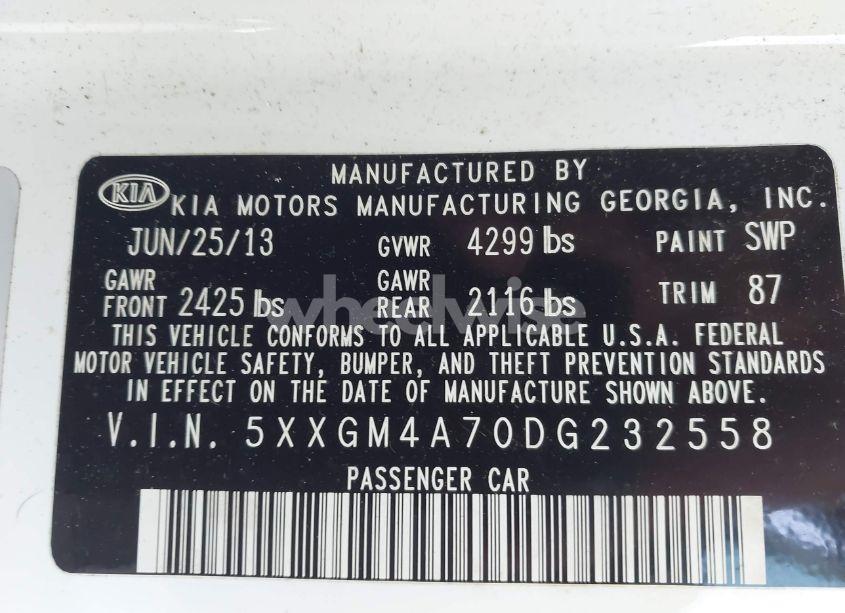 MANUFACTURED BY
KIA KIA MOTORS MANUFACTURING GEORGIA, INC.
JUN/25/13 GVWR 4299 lbs PAINT SWP
GAWR FRONT 2425 lbs GAWR REAR 2116 lbs TRIM 87
wheelwise
THIS VEHICLE CONFORMS TO ALL APPLICABLE U.S.A. FEDERAL
MOTOR VEHICLE SAFETY, BUMPER, AND THEFT PREVENTION STANDARDS
IN EFFECT ON THE DATE OF MANUFACTURE SHOWN ABOVE.
V.I.N. 5XXGM4A70DG232558
PASSENGER CAR